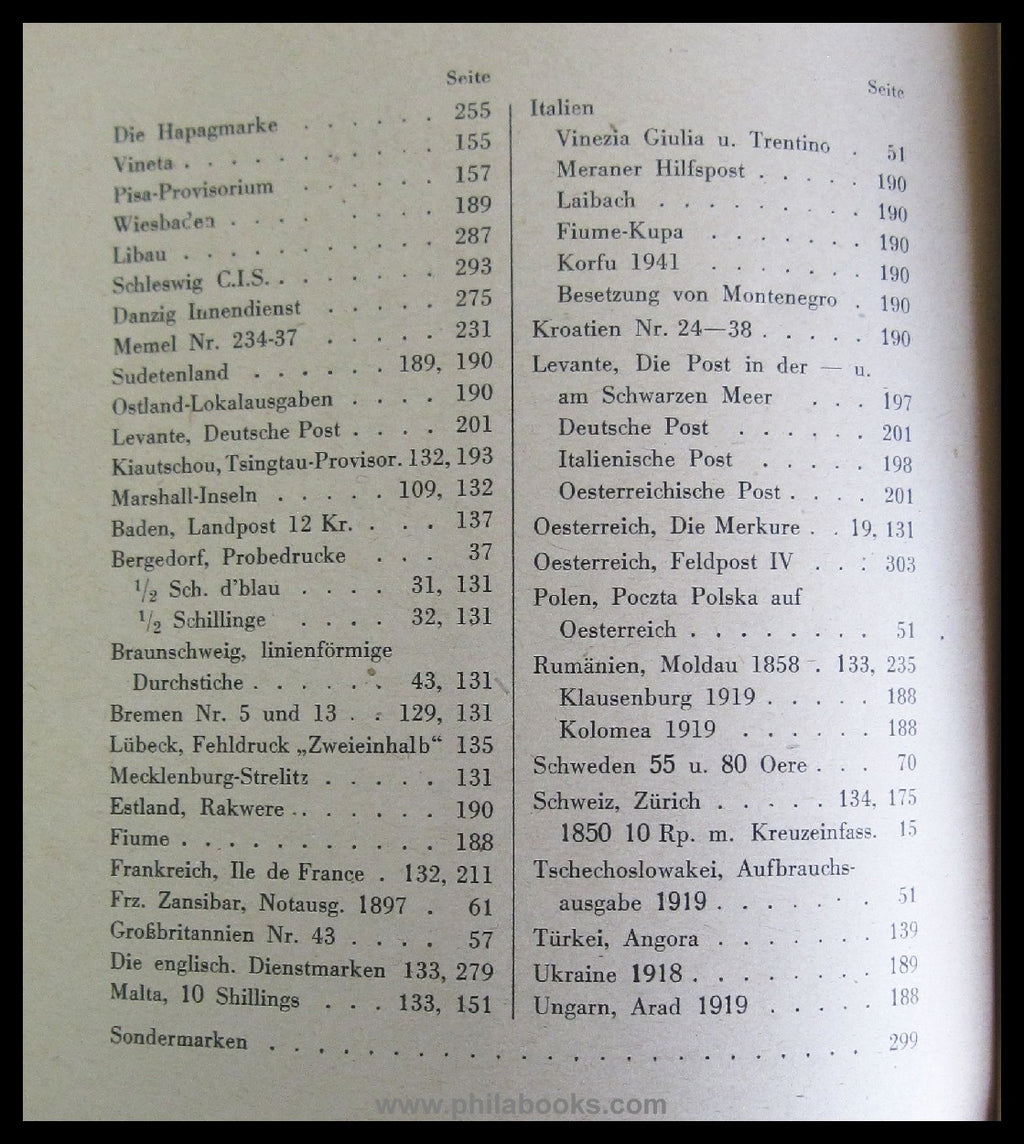 Seite
Die Hapagmarke . . . . . . 255
Vineta . . . . . . . . . . . 155
Pisa-Provisorium . . . . . . 157
Wiesbaden . . . . . . . . . 189
Libau . . . . . . . . . . . 287
Schleswig C.I.S. . . . . . . . 293
Danzig Innendienst . . . . . 275
Memel Nr. 234-37 . . . . . 231
Sudetenland . . . . . . 189, 190
Ostland-Lokalausgaben . . . . 190
Levante, Deutsche Post . . . . 201
Kiautschou, Tsingtau-Provisor. 132, 193
Marshall-Inseln . . . . . 109, 132
Baden, Landpost 12 Kr. . . . 137
Bergedorf, Probedrucke . . . 37
1/2 Sch. d'blau . . . . 31, 131
1/2 Schillinge . . . . 32, 131
Braunschweig, linienförmige
Durchstiche . . . . . . 43, 131
Bremen Nr. 5 und 13 . . 129, 131
Lübeck, Fehldruck „Zweieinhalb“ 135
Mecklenburg-Strelitz . . . . . 131
Estland, Rakwere . . . . . . . 190
Fiume . . . . . . . . . . . 188
Frankreich, Ile de France . 132, 211
Frz. Zansibar, Notausg. 1897 . 61
Großbritannien Nr. 43 . . . . 57
Die englisch. Dienstmarken 133, 279
Malta, 10 Shillings . . . 133, 151
Seite
Italien
Vinezia Giulia u. Trentino . 51
Meraner Hilfspost . . . . . 190
Laibach . . . . . . . . . 190
Fiume-Kupa . . . . . . . 190
Korfu 1941 . . . . . . . 190
Besetzung von Montenegro . 190
Kroatien Nr. 24—38 . . . . . 190
Levante, Die Post in der — u.
am Schwarzen Meer . . . 197
Deutsche Post . . . . . . 201
Italienische Post . . . . . 198
Oesterreichische Post . . . . 201
Oesterreich, Die Merkure . . 19, 131
Oesterreich, Feldpost IV . . : 303
Polen, Poczta Polska auf
Oesterreich . . . . . . . . 51
Rumänien, Moldau 1858 . 133, 235
Klausenburg 1919 . . . . . 188
Kolomea 1919 . . . . . . 188
Schweden 55 u. 80 Oere . . . 70
Schweiz, Zürich . . . . . 134, 175
1850 10 Rp. m. Kreuzeinfass. 15
Tschechoslowakei, Aufbrauchs-
ausgabe 1919 . . . . . . . 51
Türkei, Angora . . . . . . . 139
Ukraine 1918 . . . . . . . . 189
Ungarn, Arad 1919 . . . . . 188
Sondermarken . . . . . . . . . . . . . . . . . . . . . . . . . 299
www.philabooks.com